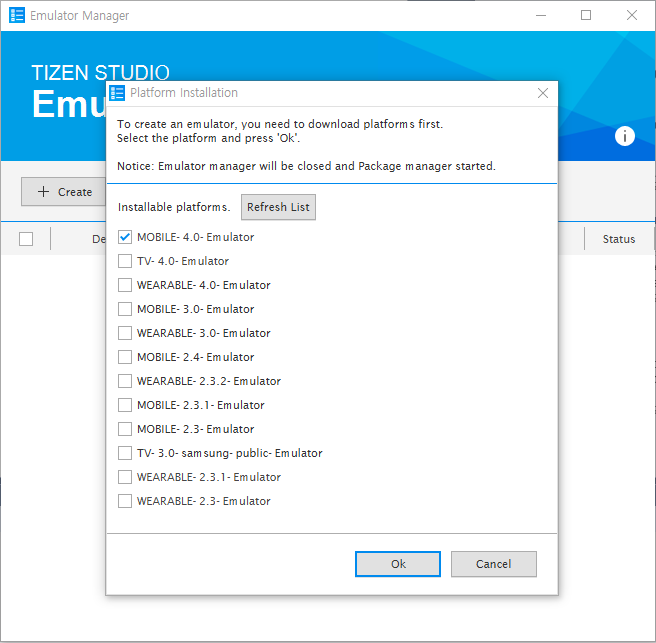 Emulator Manager
TIZEN STUDIO
Emu
Platform Installation
To create an emulator, you need to download platforms first.
Select the platform and press 'Ok'.
Notice: Emulator manager will be closed and Package manager started.
+ Create
Installable platforms. Refresh List
De
Status
MOBILE- 4.0- Emulator
TV- 4.0- Emulator
WEARABLE- 4.0- Emulator
MOBILE- 3.0- Emulator
WEARABLE- 3.0- Emulator
MOBILE- 2.4- Emulator
WEARABLE- 2.3.2- Emulator
MOBILE- 2.3.1- Emulator
MOBILE- 2.3- Emulator
TV- 3.0- samsung- public- Emulator
WEARABLE- 2.3.1- Emulator
WEARABLE- 2.3- Emulator
Ok Cancel